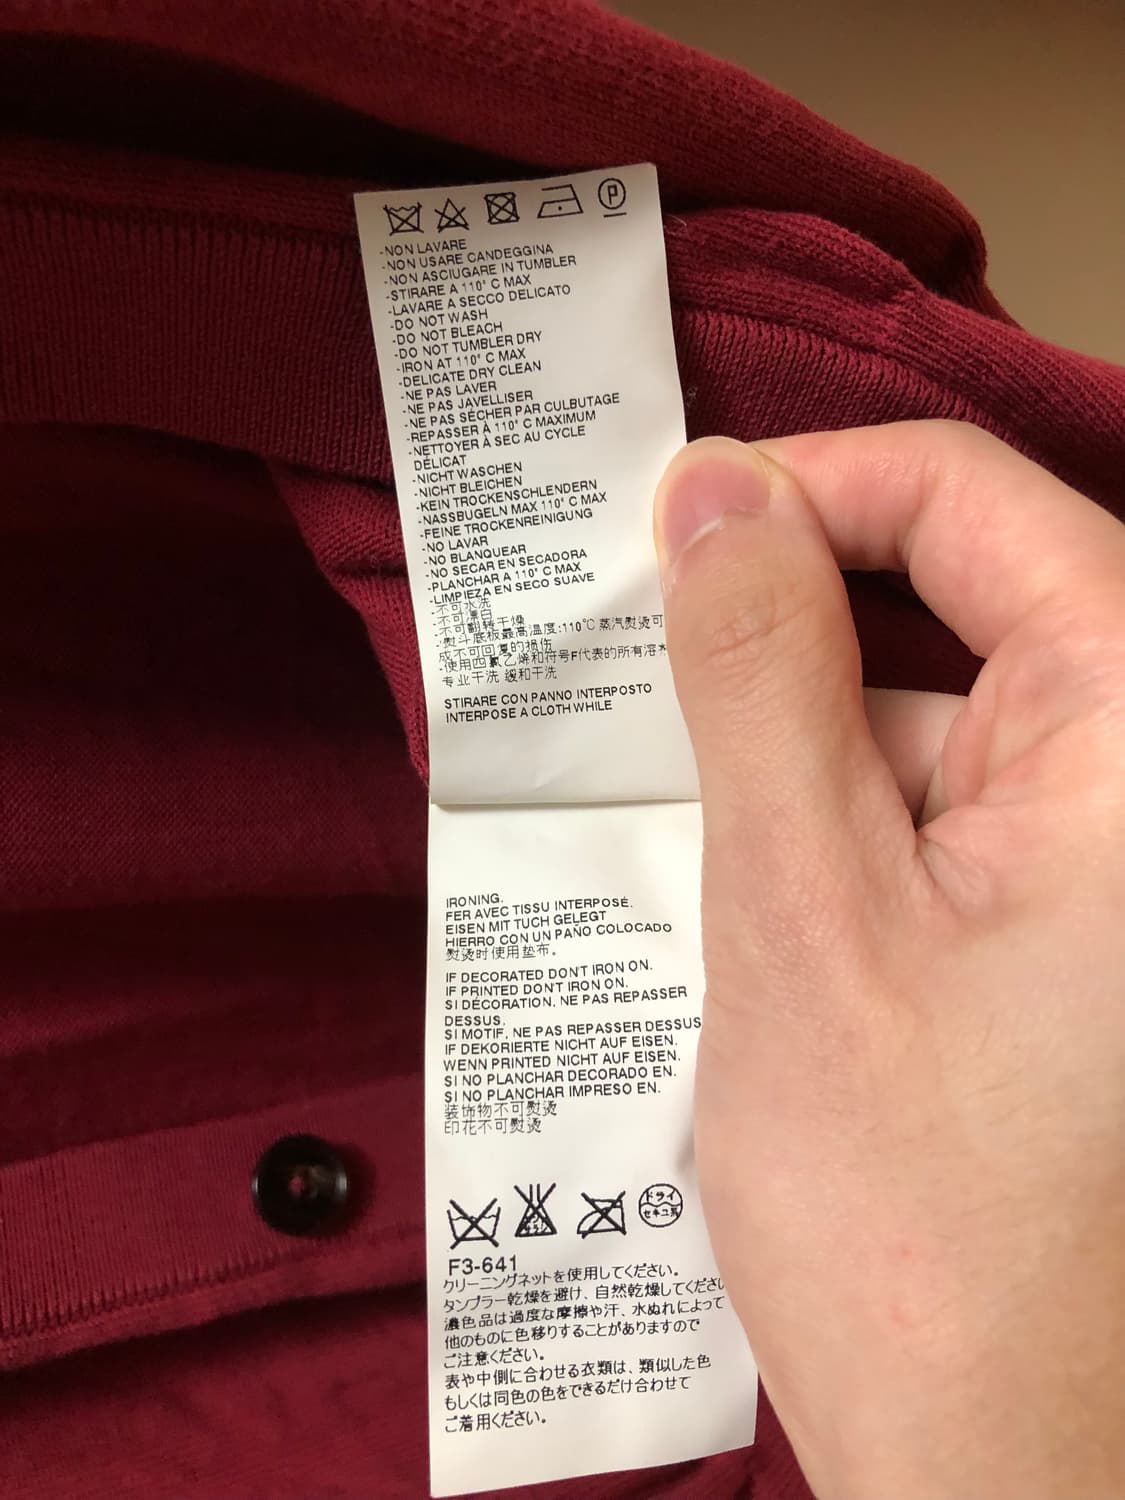 P
-NON LAVARE
-NON USARE CANDEGGINA
-NON ASCIUGARE IN TUMBLER
-STIRARE A 110° C MAX
-LAVARE A SECCO DELICATO
-DO NOT WASH
-DO NOT BLEACH
-DO NOT TUMBLER DRY
-IRON AT 110° C MAX
-DELICATE DRY CLEAN
-NE PAS LAVER
-NE PAS JAVELLISER
-NE PAS SÉCHER PAR CULBUTAGE
-REPASSER À 110° C MAXIMUM
-NETTOYER À SEC AU CYCLE
DÉLICAT
-NICHT WASCHEN
-NICHT BLEICHEN
-KEIN TROCKENSCHLENDERN
-NASSBUGELN MAX 110° C MAX
-FEINE TROCKENREINIGUNG
-NO LAVAR
-NO BLANQUEAR
-NO SECAR EN SECADORA
-PLANCHAR A 110° C MAX
-LIMPIEZA EN SECO SUAVE
-不可水洗
-不可漂白
-不可翻转干燥
-熨斗底板最高温度:110℃ 蒸汽熨烫可
成不可回复的损伤
-使用四氯乙烯和符号F代表的所有溶剂
专业干洗 缓和干洗
STIRARE CON PANNO INTERPOSTO
INTERPOSE A CLOTH WHILE
IRONING.
FER AVEC TISSU INTERPOSÉ.
EISEN MIT TUCH GELEGT
HIERRO CON UN PAÑO COLOCADO
熨烫时使用垫布。
IF DECORATED DON'T IRON ON.
IF PRINTED DON'T IRON ON.
SI DÉCORATION, NE PAS REPASSER
DESSUS.
SI MOTIF, NE PAS REPASSER DESSUS
IF DEKORIERTE NICHT AUF EISEN.
WENN PRINTED NICHT AUF EISEN.
SI NO PLANCHAR DECORADO EN.
SI NO PLANCHAR IMPRESO EN.
装饰物不可熨烫
印花不可熨烫
ドライ
セキユ系
F3-641
クリーニングネットを使用してください。
タンブラー乾燥を避け、自然乾燥してください
濃色品は過度な摩擦や汗、水ぬれによって
他のものに色移りすることがありますので
ご注意ください。
表や中側に合わせる衣類は、類似した色
もしくは同色の色をできるだけ合わせて
ご着用ください。